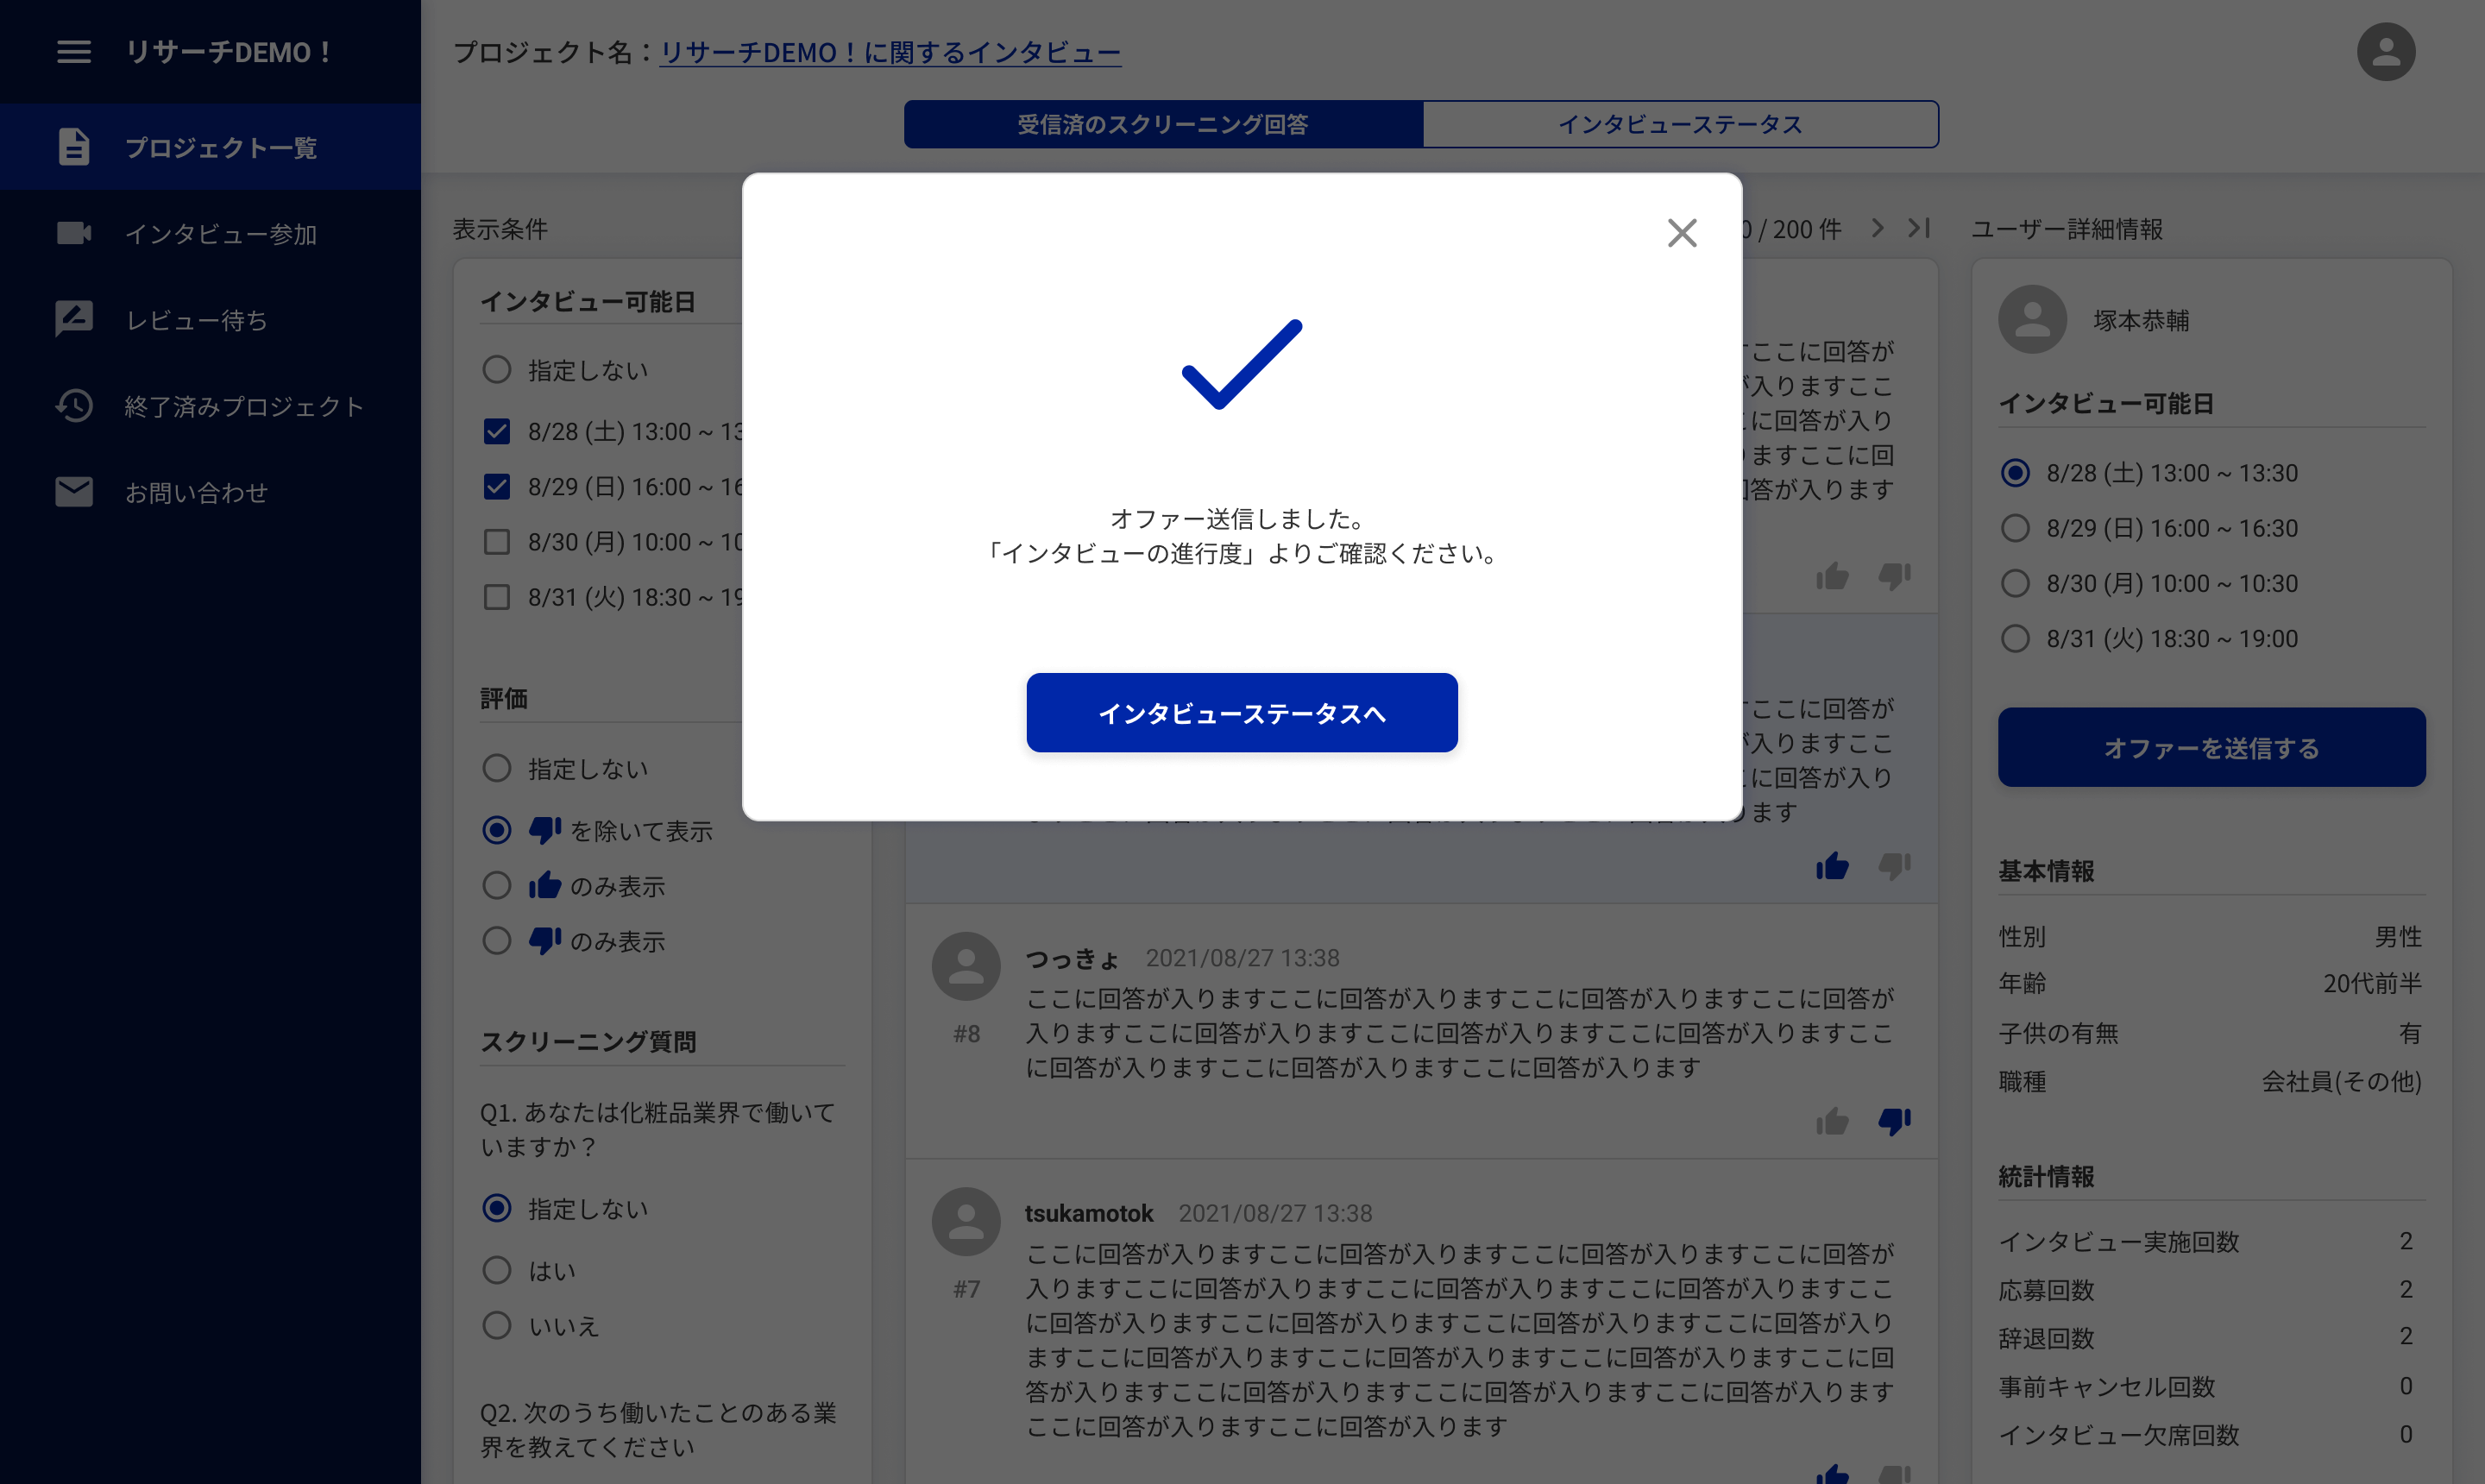 リサーチDEMO！
プロジェクト一覧
インタビュー参加
レビュー待ち
終了済みプロジェクト
お問い合わせ
プロジェクト名：リサーチDEMO！に関するインタビュー
受信済のスクリーニング回答
インタビューステータス
表示条件
インタビュー可能日
指定しない
8/28 (土) 13:00 ~ 13
8/29 (日) 16:00 ~ 16
8/30 (月) 10:00 ~ 10
8/31 (火) 18:30 ~ 19
評価
指定しない
を除いて表示
のみ表示
のみ表示
スクリーニング質問
Q1. あなたは化粧品業界で働いて
いますか？
指定しない
はい
いいえ
Q2. 次のうち働いたことのある業
界を教えてください
オファー送信しました。
「インタビューの進行度」よりご確認ください。
インタビューステータスへ
0 / 200 件
ここに回答が
が入りますここ
に回答が入り
ますここに回
答が入ります
ここに回答が
が入りますここ
に回答が入り
ます
つっきょ 2021/08/27 13:38
#8
ここに回答が入りますここに回答が入りますここに回答が入りますここに回答が
入りますここに回答が入りますここに回答が入りますここに回答が入りますここ
に回答が入りますここに回答が入りますここに回答が入ります
tsukamotok 2021/08/27 13:38
#7
ここに回答が入りますここに回答が入りますここに回答が入りますここに回答が
入りますここに回答が入りますここに回答が入りますここに回答が入りますここ
に回答が入りますここに回答が入りますここに回答が入りますここに回答が入り
ますここに回答が入りますここに回答が入りますここに回答が入りますここに回
答が入りますここに回答が入りますここに回答が入りますここに回答が入ります
ここに回答が入りますここに回答が入ります
ユーザー詳細情報
塚本恭輔
インタビュー可能日
8/28 (土) 13:00 ~ 13:30
8/29 (日) 16:00 ~ 16:30
8/30 (月) 10:00 ~ 10:30
8/31 (火) 18:30 ~ 19:00
オファーを送信する
基本情報
性別 男性
年齢 20代前半
子供の有無 有
職種 会社員(その他)
統計情報
インタビュー実施回数 2
応募回数 2
辞退回数 2
事前キャンセル回数 0
インタビュー欠席回数 0